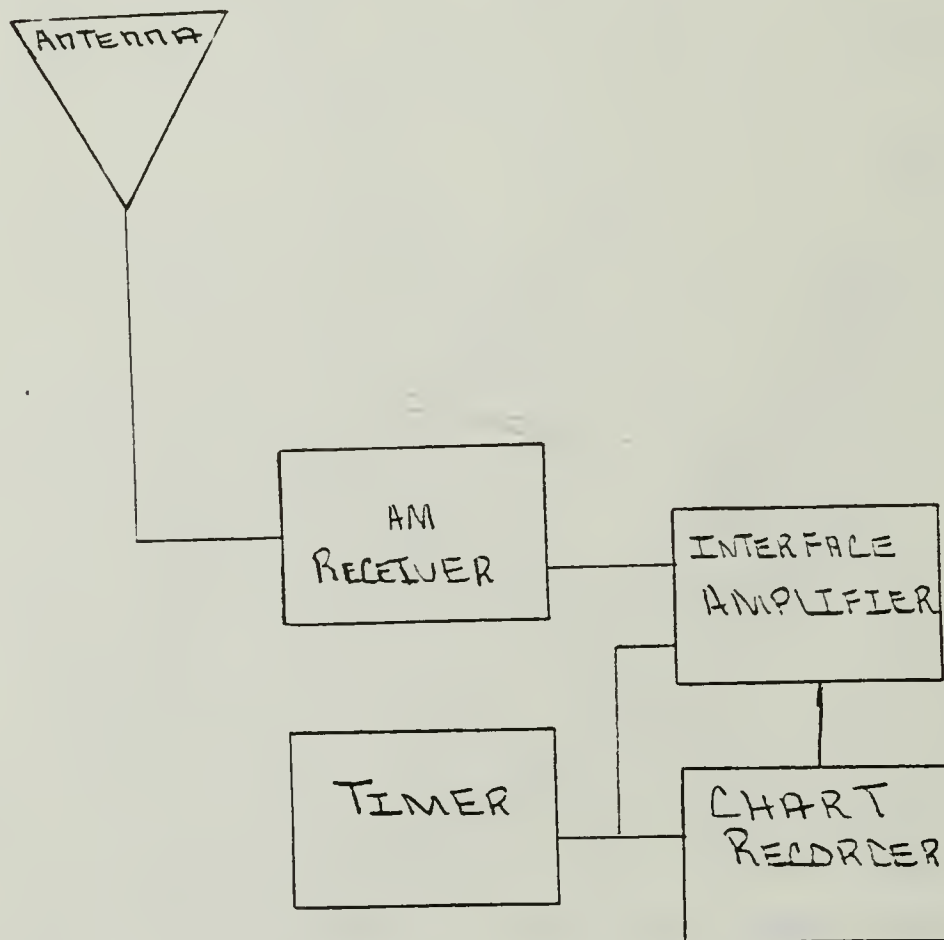 ANTENNA
AM
RECEIVER
INTERFACE
AMPLIFIER
TIMER
CHART
RECORDER